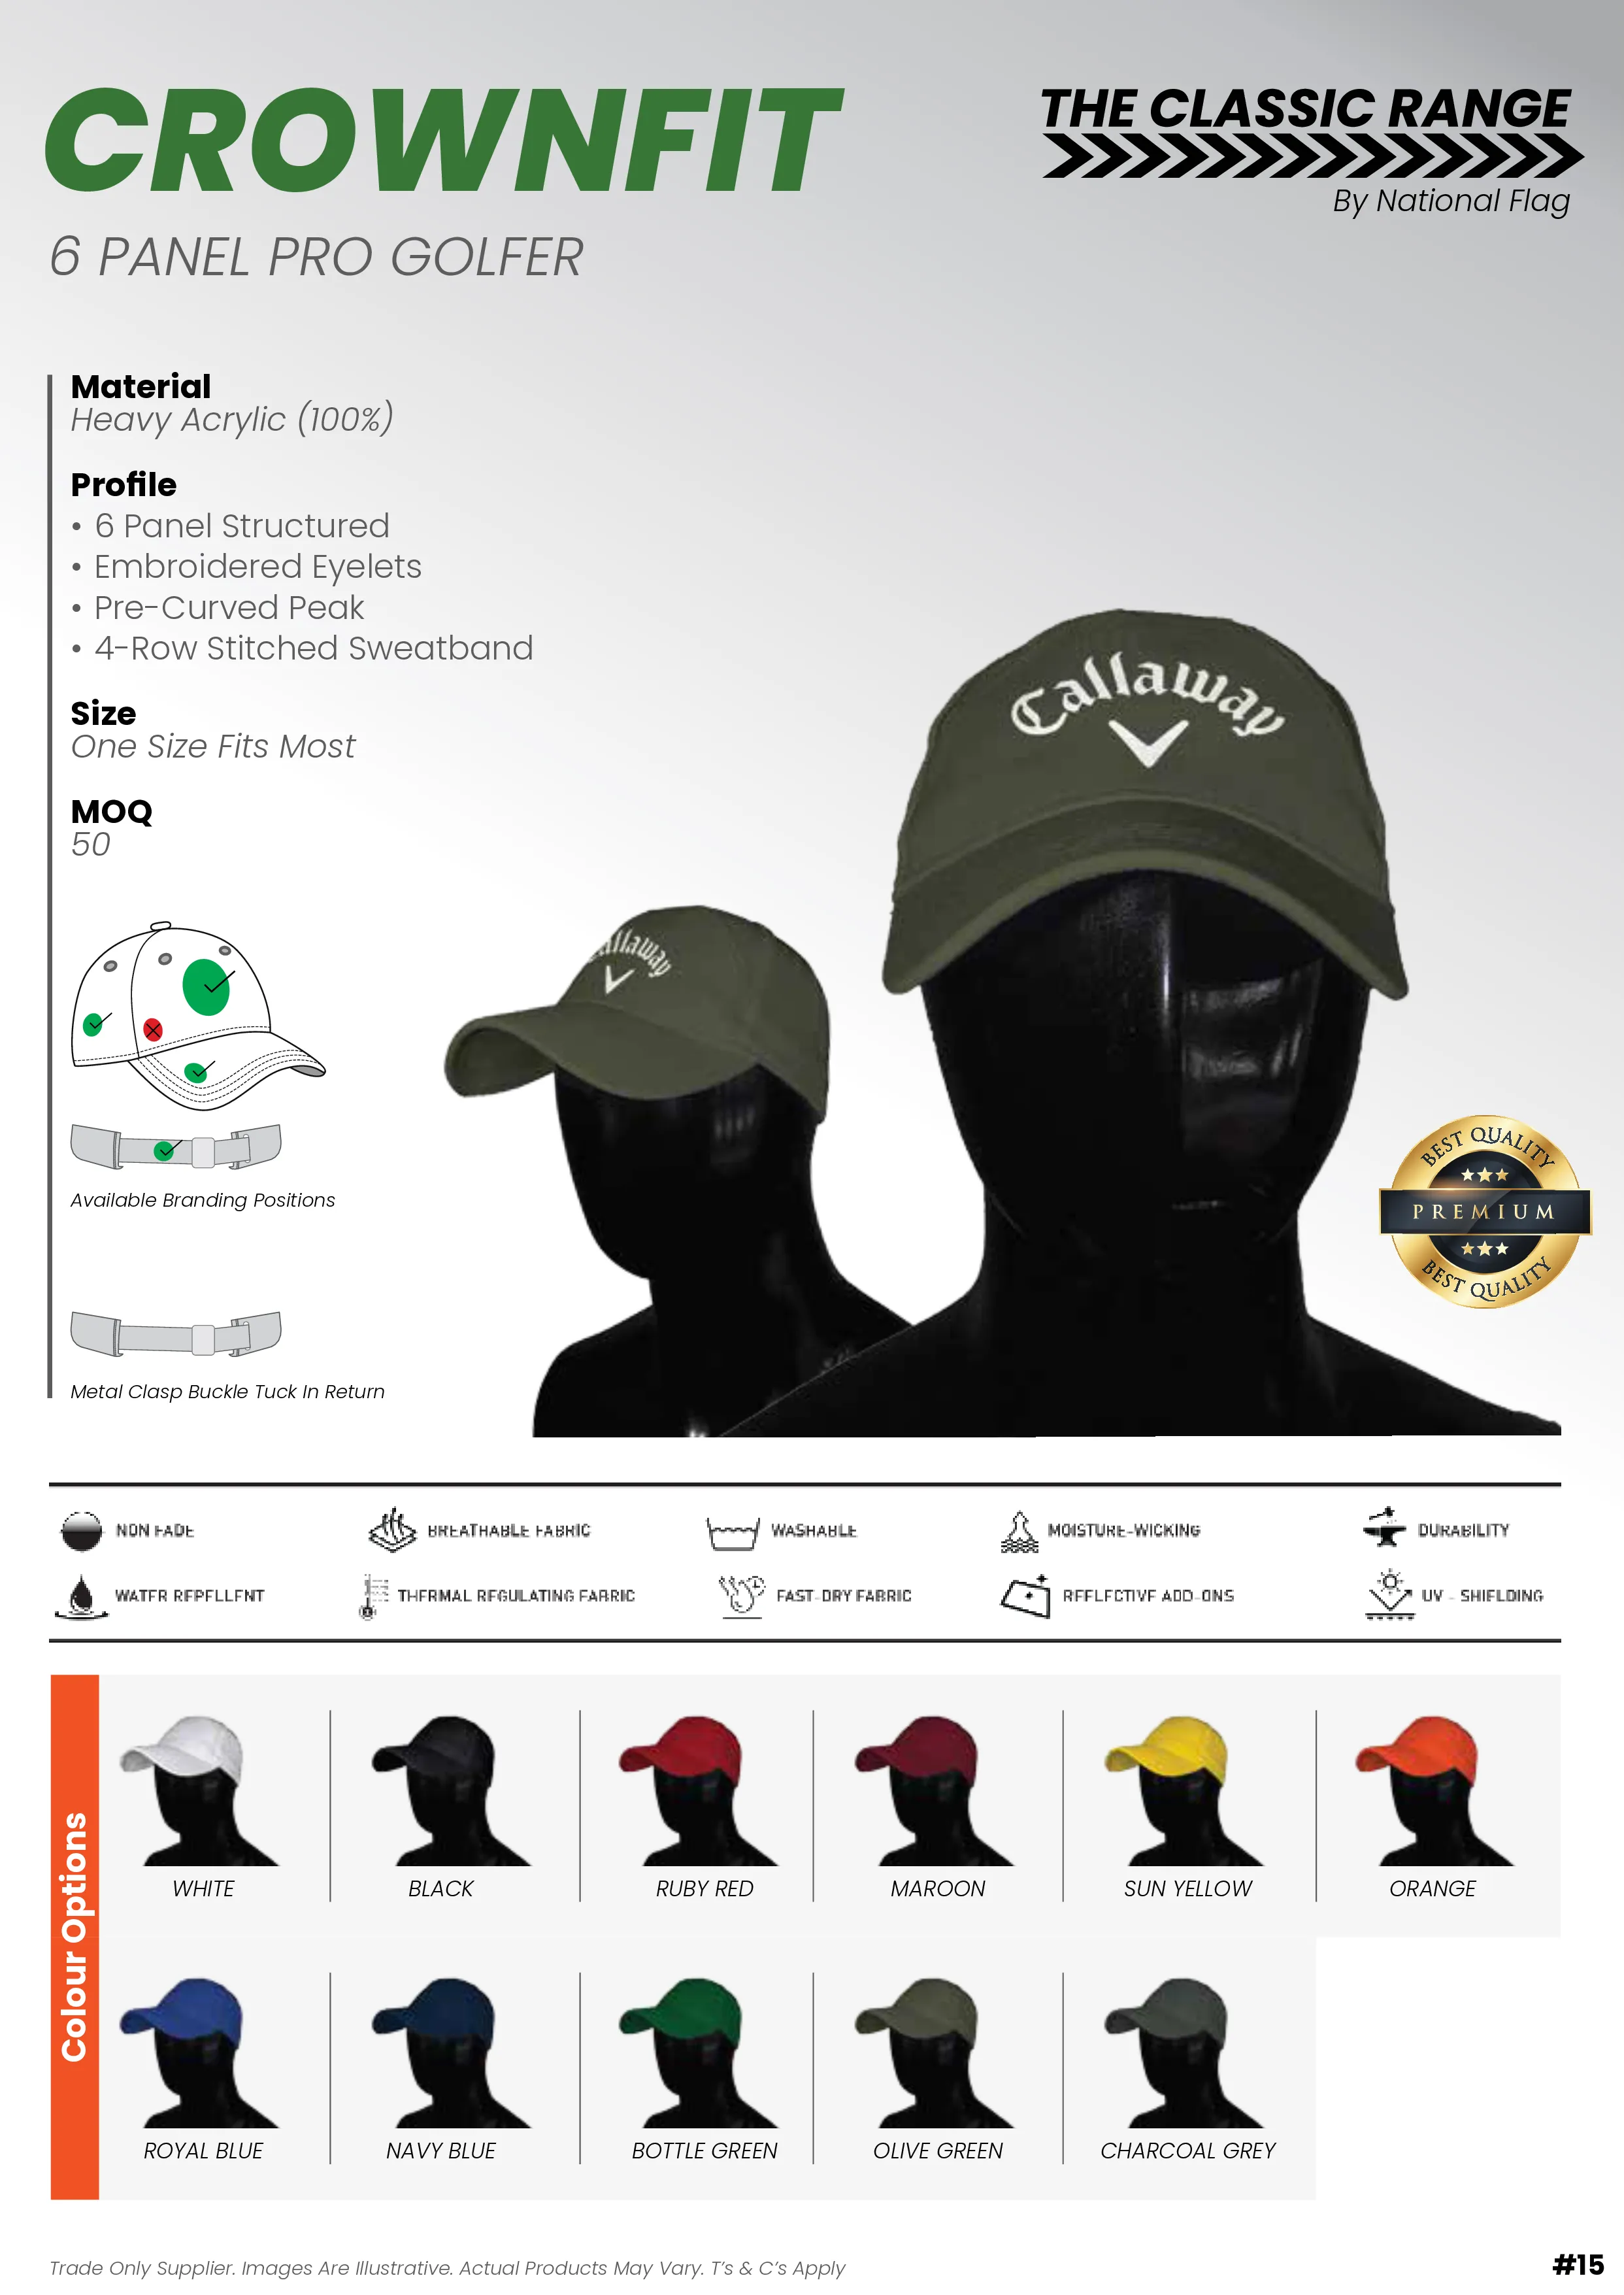 CROWNFIT
THE CLASSIC RANGE
By National Flag
6 PANEL PRO GOLFER
Material
Heavy Acrylic (100%)
Profile
• 6 Panel Structured
• Embroidered Eyelets
• Pre-Curved Peak
• 4-Row Stitched Sweatband
Size
One Size Fits Most
MOQ
50
Callaway
allaway
Available Branding Positions
BEST QUALITY
PREMIUM
BEST QUALITY
Metal Clasp Buckle Tuck In Return
NON FADE
BREATHABLE FABRIC
WASHABLE
MOISTURE-WICKING
DURABILITY
WATER REPELLENT
THERMAL REGULATING FABRIC
FAST-DRY FABRIC
REFLECTIVE ADD-ONS
UV - SHIELDING
Colour Options
WHITE
BLACK
RUBY RED
MAROON
SUN YELLOW
ORANGE
ROYAL BLUE
NAVY BLUE
BOTTLE GREEN
OLIVE GREEN
CHARCOAL GREY
Trade Only Supplier. Images Are Illustrative. Actual Products May Vary. T's & C's Apply
#15